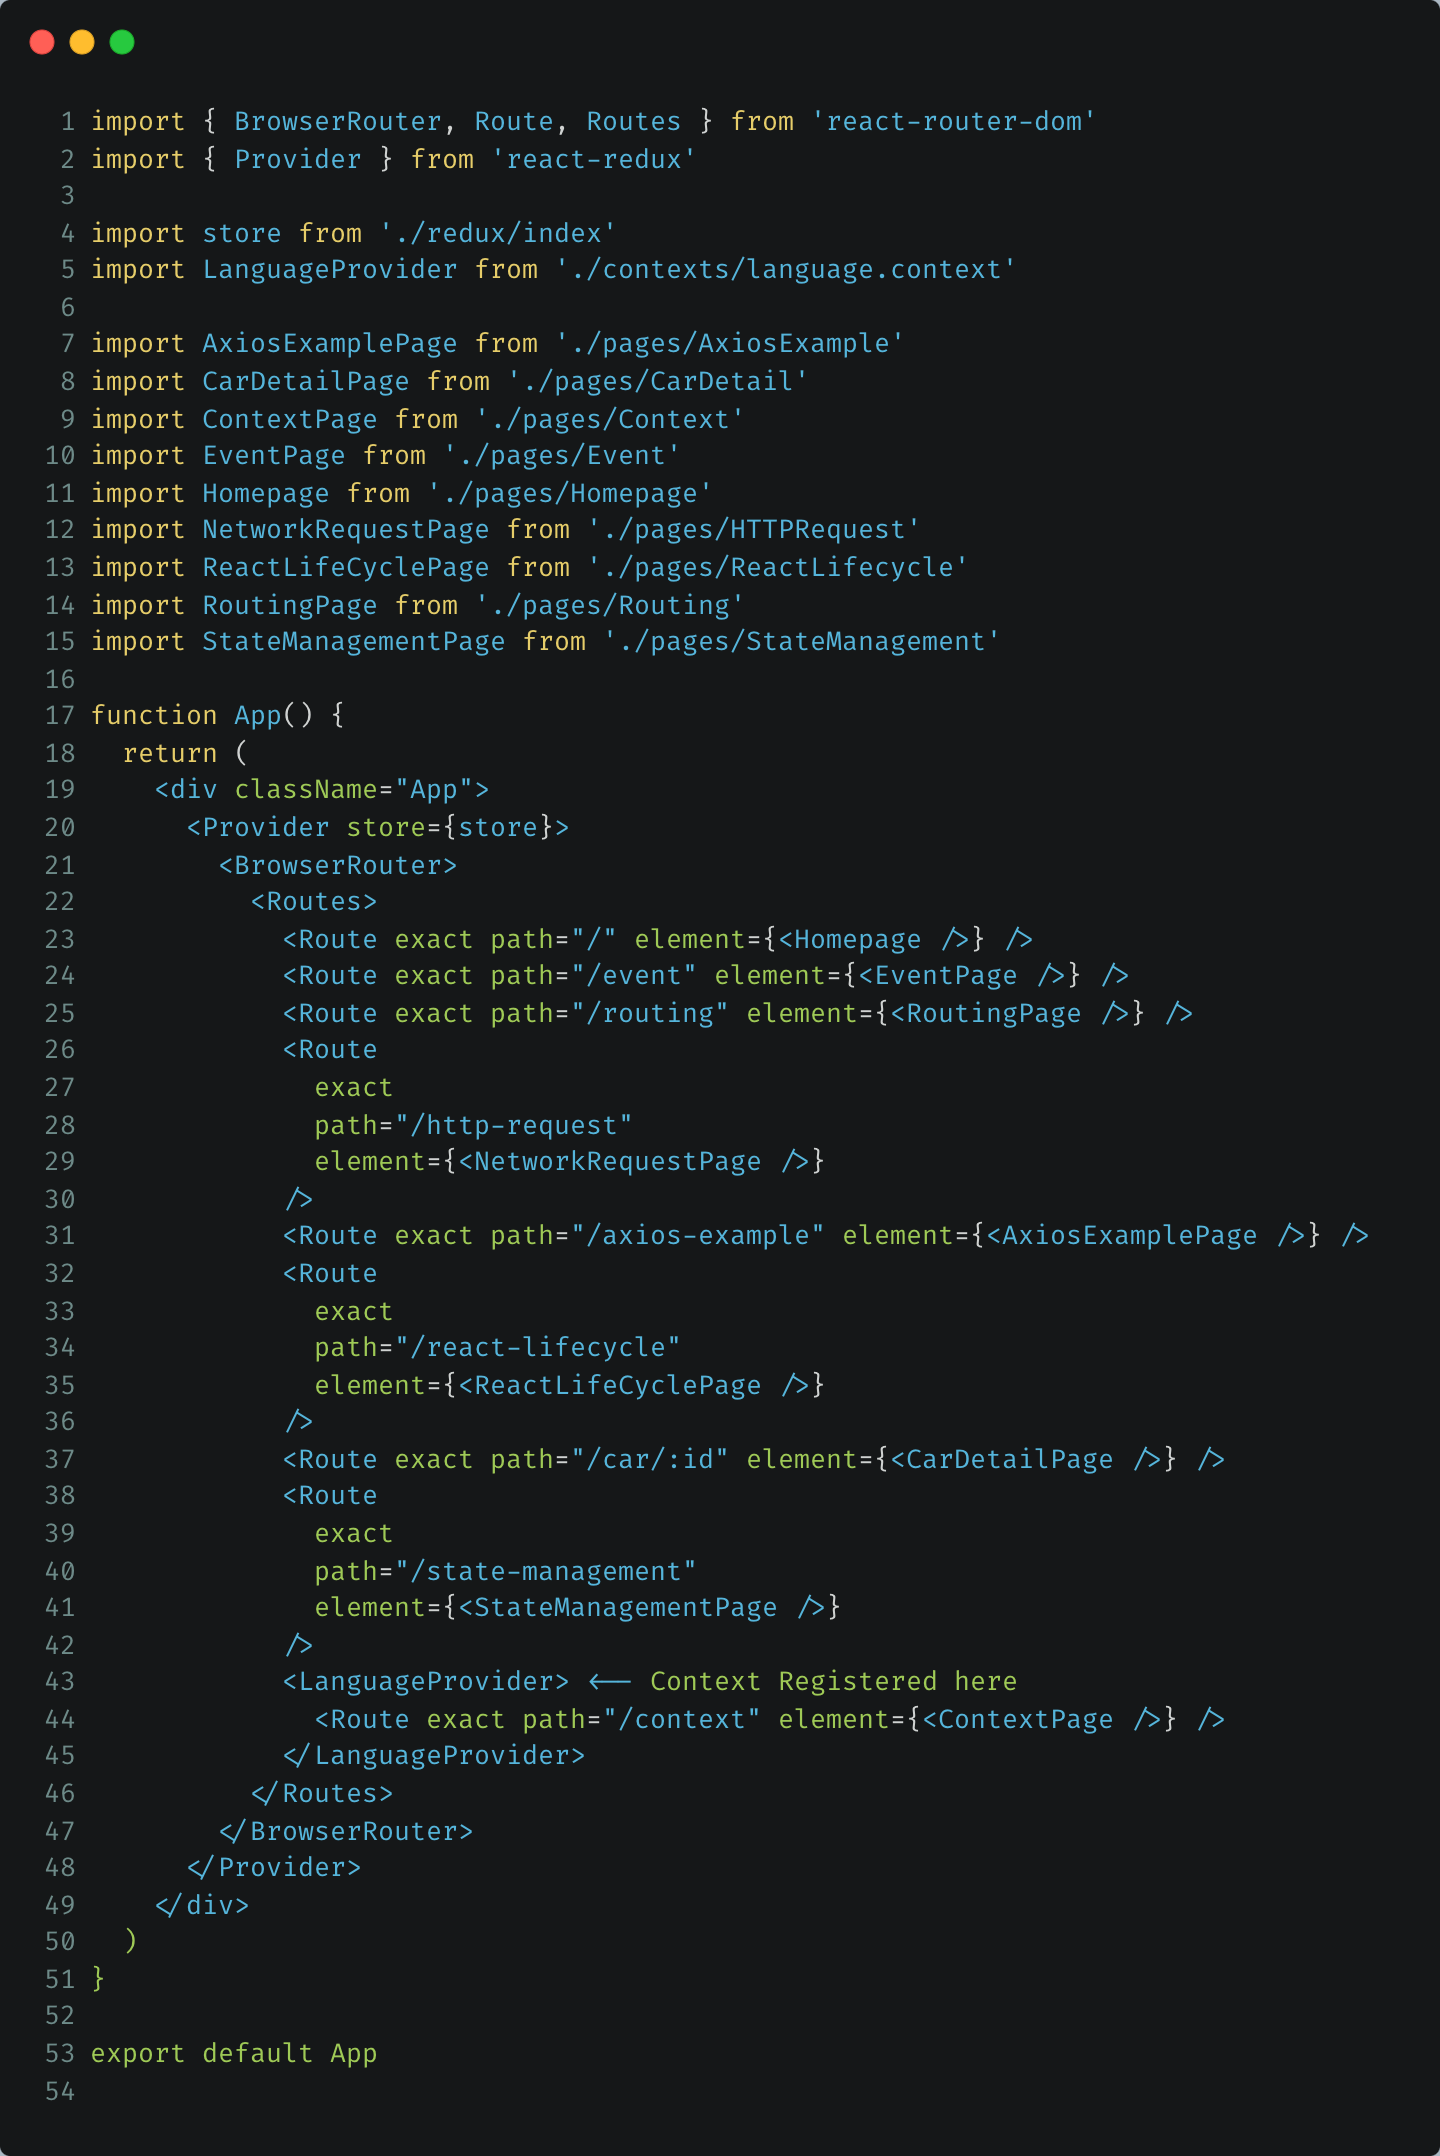 1 import { BrowserRouter, Route, Routes } from 'react-router-dom'
2 import { Provider } from 'react-redux'
3
4 import store from './redux/index'
5 import LanguageProvider from './contexts/language.context'
6
7 import AxiosExamplePage from './pages/AxiosExample'
8 import CarDetailPage from './pages/CarDetail'
9 import ContextPage from './pages/Context'
10 import EventPage from './pages/Event'
11 import Homepage from './pages/Homepage'
12 import NetworkRequestPage from './pages/HTTPRequest'
13 import ReactLifeCyclePage from './pages/ReactLifecycle'
14 import RoutingPage from './pages/Routing'
15 import StateManagementPage from './pages/StateManagement'
16
17 function App() {
18   return (
19     <div className="App">
20       <Provider store={store}>
21         <BrowserRouter>
22           <Routes>
23             <Route exact path="/" element={<Homepage />} />
24             <Route exact path="/event" element={<EventPage />} />
25             <Route exact path="/routing" element={<RoutingPage />} />
26             <Route
27               exact
28               path="/http-request"
29               element={<NetworkRequestPage />}
30             />
31             <Route exact path="/axios-example" element={<AxiosExamplePage />} />
32             <Route
33               exact
34               path="/react-lifecycle"
35               element={<ReactLifeCyclePage />}
36             />
37             <Route exact path="/car/:id" element={<CarDetailPage />} />
38             <Route
39               exact
40               path="/state-management"
41               element={<StateManagementPage />}
42             />
43             <LanguageProvider> <-- Context Registered here
44               <Route exact path="/context" element={<ContextPage />} />
45             </LanguageProvider>
46           </Routes>
47         </BrowserRouter>
48       </Provider>
49     </div>
50   )
51 }
52
53 export default App
54